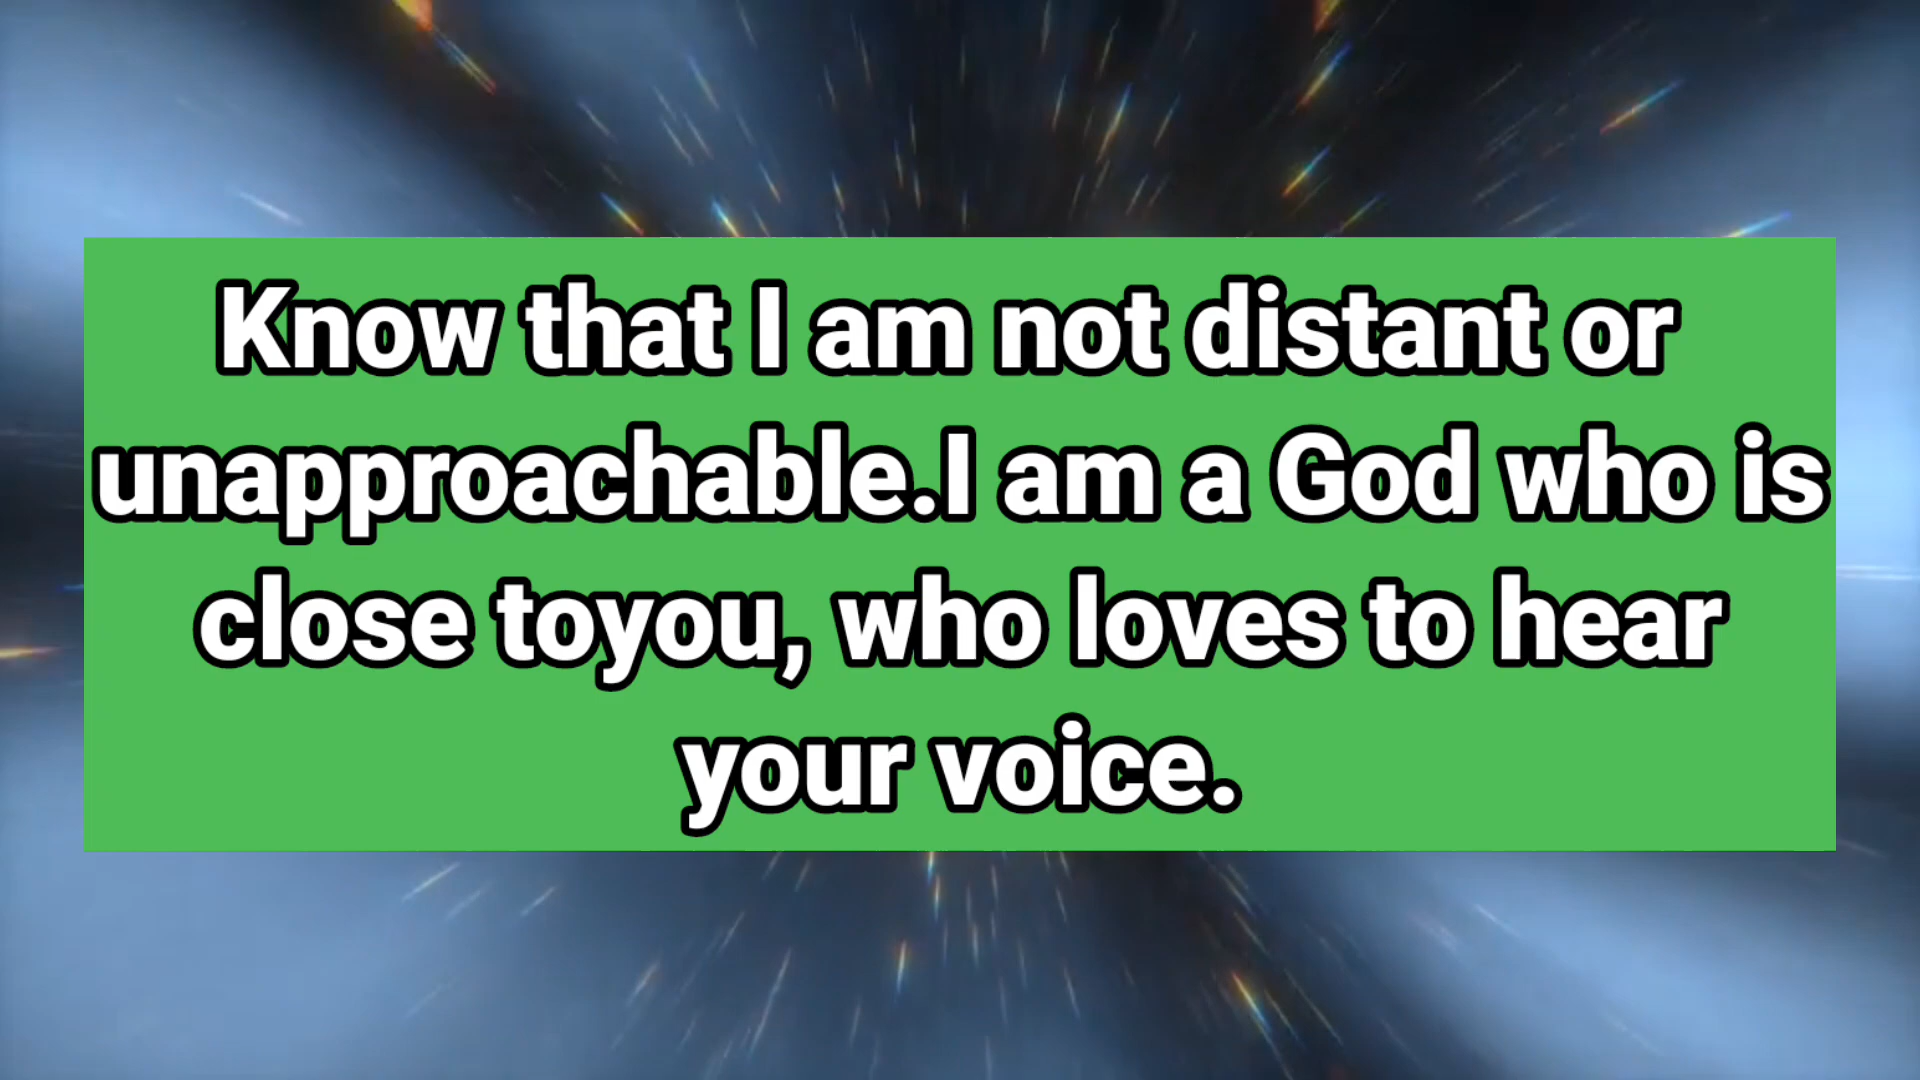 Know that I am not distant or
unapproachable.I am a God who is
close toyou, who loves to hear
your voice.